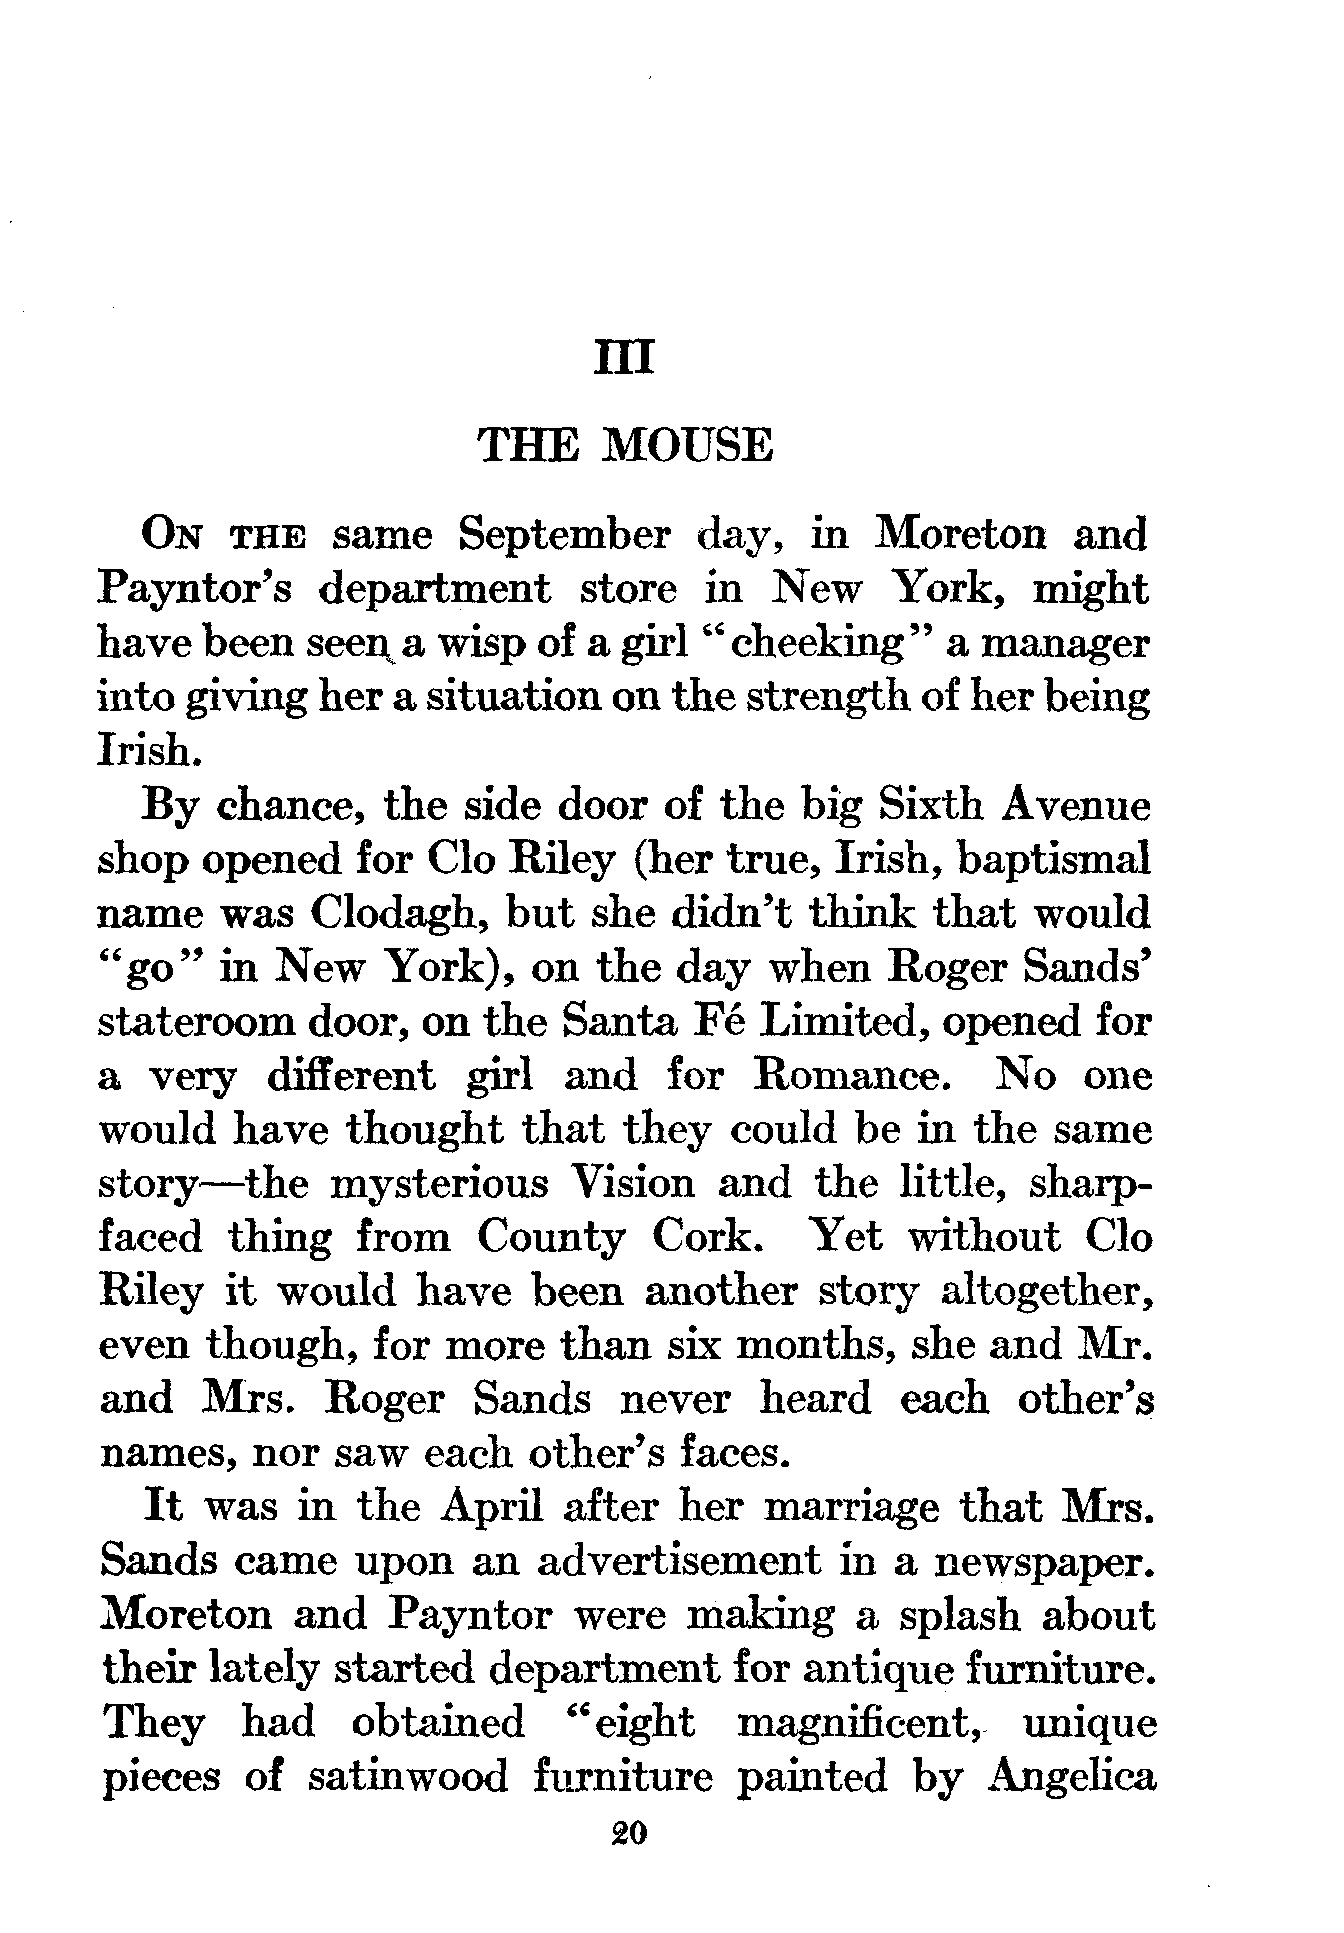 III
THE MOUSE
ON THE same September day, in Moreton and
Payntor's department store in New York, might
have been seen a wisp of a girl "cheeking" a manager
into giving her a situation on the strength of her being
Irish.
By chance, the side door of the big Sixth Avenue
shop opened for Clo Riley (her true, Irish, baptismal
name was Clodagh, but she didn't think that would
"go" in New York), on the day when Roger Sands'
stateroom door, on the Santa Fé Limited, opened for
a very different girl and for Romance. No one
would have thought that they could be in the same
story—the mysterious Vision and the little, sharp-
faced thing from County Cork. Yet without Clo
Riley it would have been another story altogether,
even though, for more than six months, she and Mr.
and Mrs. Roger Sands never heard each other's
names, nor saw each other's faces.
It was in the April after her marriage that Mrs.
Sands came upon an advertisement in a newspaper.
Moreton and Payntor were making a splash about
their lately started department for antique furniture.
They had obtained "eight magnificent, unique
pieces of satinwood furniture painted by Angelica
20